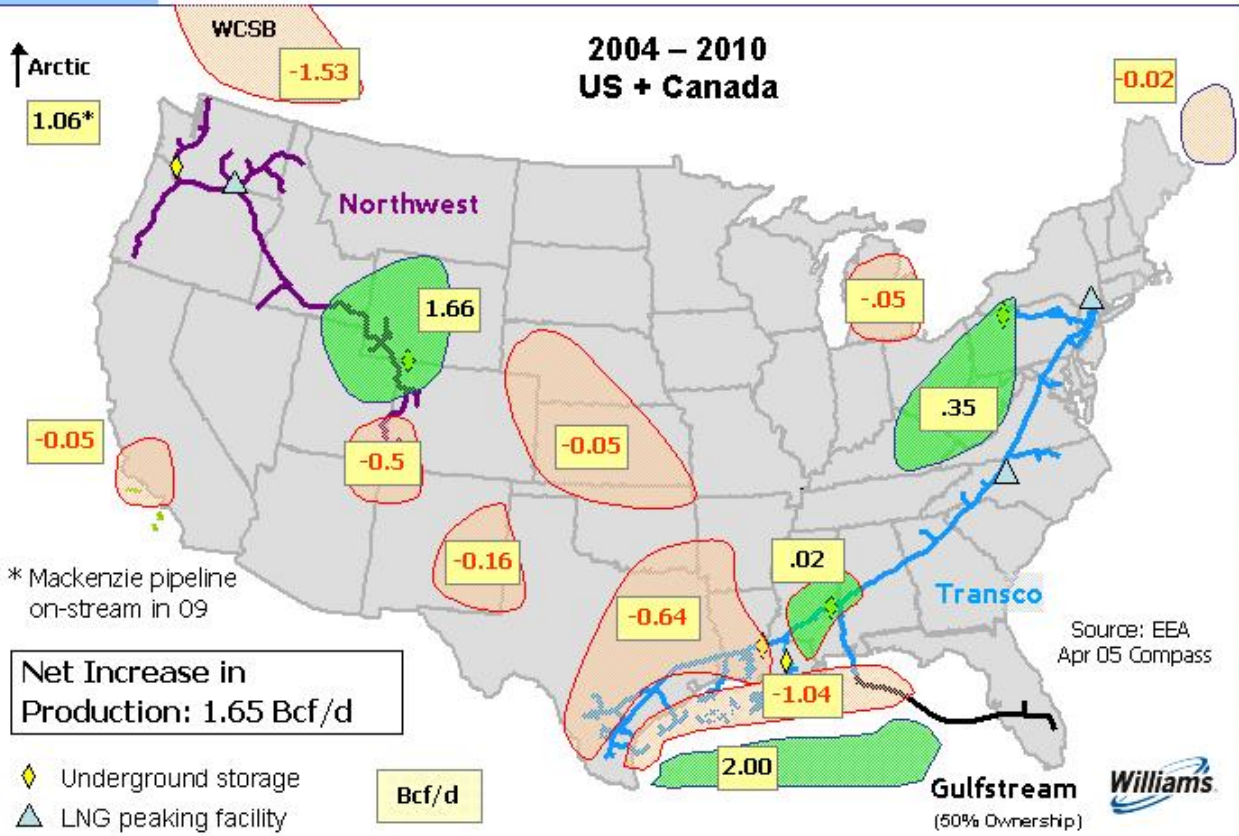 WCSB
2004 – 2010
US + Canada
Arctic
-1.53
-0.02
1.06*
Northwest
1.66
-.05
.35
-0.05
-0.5
-0.05
-0.16
.02
* Mackenzie pipeline
on-stream in 09
-0.64
Transco
Source: EEA
Apr 05 Compass
Net Increase in
Production: 1.65 Bcf/d
-1.04
2.00
Underground storage
LNG peaking facility
Bcf/d
Gulfstream
(50% Ownership)
Williams